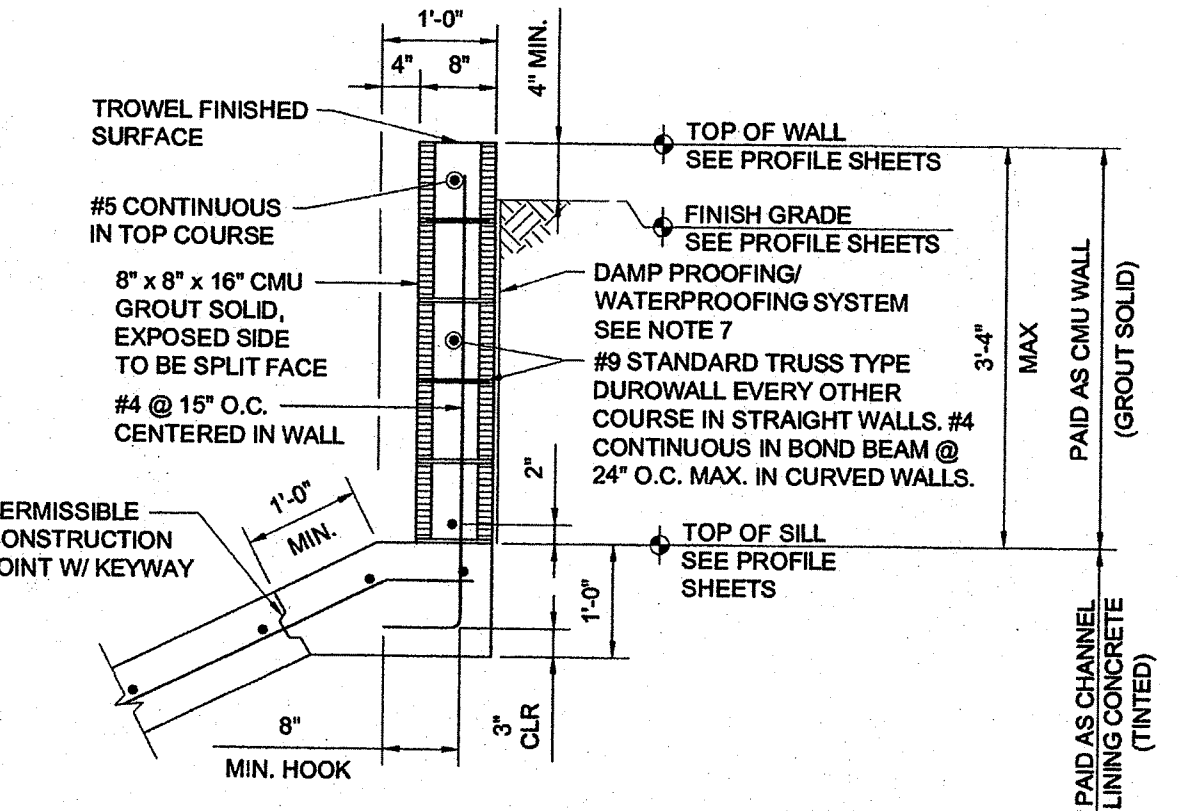 1'-0"
4"
8"
4" MIN.
TROWEL FINISHED
SURFACE
TOP OF WALL
SEE PROFILE SHEETS
#5 CONTINUOUS
IN TOP COURSE
FINISH GRADE
SEE PROFILE SHEETS
8" x 8" x 16" CMU
GROUT SOLID,
EXPOSED SIDE
TO BE SPLIT FACE
DAMP PROOFING/
WATERPROOFING SYSTEM
SEE NOTE 7
#9 STANDARD TRUSS TYPE
DUROWALL EVERY OTHER
COURSE IN STRAIGHT WALLS. #4
CONTINUOUS IN BOND BEAM @
24" O.C. MAX. IN CURVED WALLS.
3'-4"
MAX
PAID AS CMU WALL
(GROUT SOLID)
#4 @ 15" O.C.
CENTERED IN WALL
2"
1'-0"
MIN.
ERMISSIBLE
ONSTRUCTION
OINT W/ KEYWAY
TOP OF SILL
SEE PROFILE
SHEETS
1'-0"
8"
MIN. HOOK
3"
CLR
PAID AS CHANNEL
LINING CONCRETE
(TINTED)